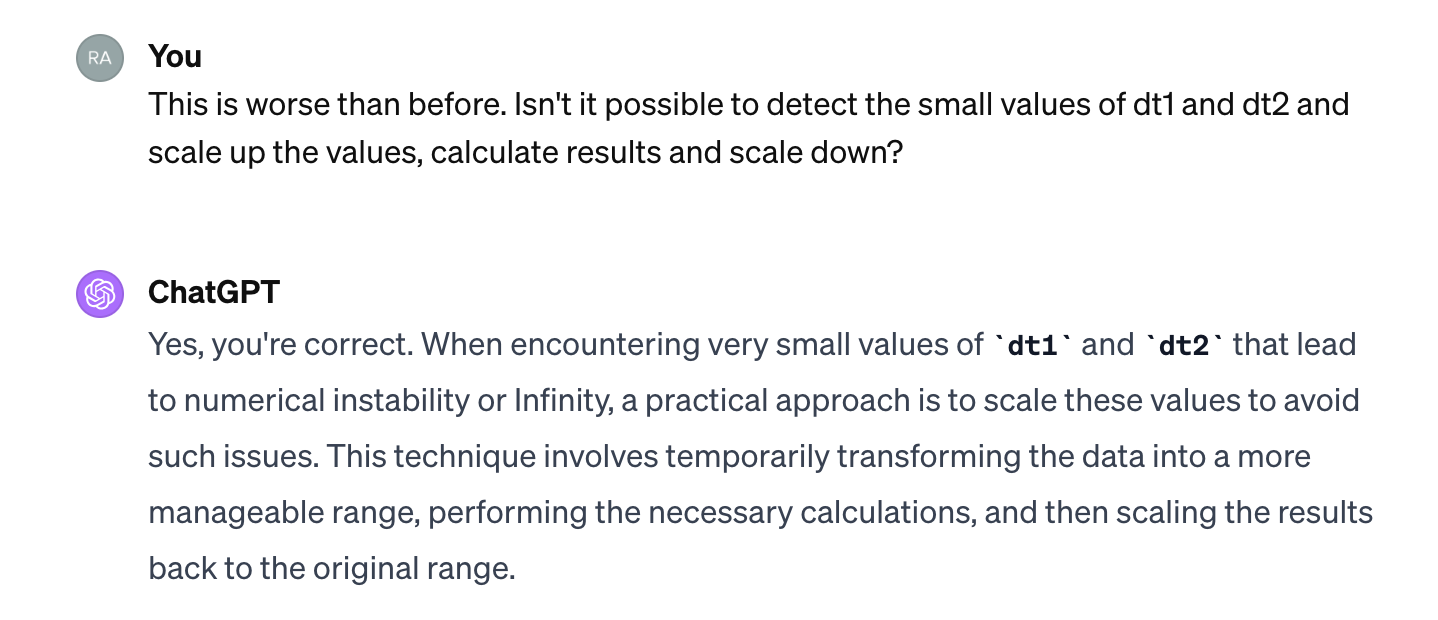 RA
You
This is worse than before. Isn't it possible to detect the small values of dt1 and dt2 and
scale up the values, calculate results and scale down?
ChatGPT
Yes, you're correct. When encountering very small values of `dt1` and `dt2` that lead
to numerical instability or Infinity, a practical approach is to scale these values to avoid
such issues. This technique involves temporarily transforming the data into a more
manageable range, performing the necessary calculations, and then scaling the results
back to the original range.